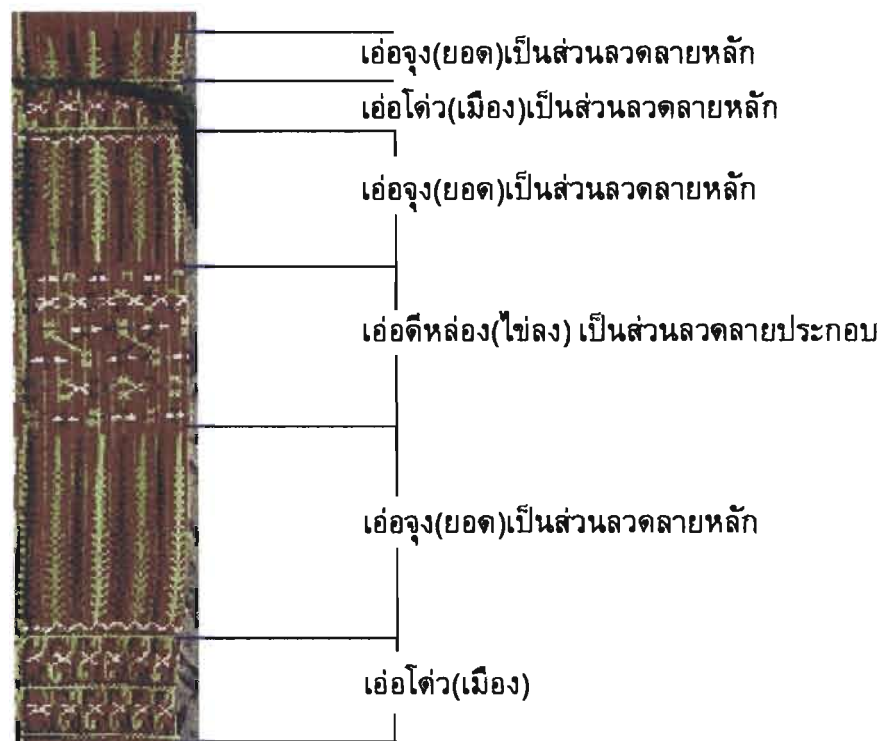 เอ่อจุง(ยอด)เป็นส่วนลวดลายหลัก
เอ่อโด่ว(เมือง)เป็นส่วนลวดลายหลัก
เอ่อจุง(ยอด)เป็นส่วนลวดลายหลัก
เอ่อดีหล่อง(ไข่ลง) เป็นส่วนลวดลายประกอบ
เอ่อจุง(ยอด)เป็นส่วนลวดลายหลัก
เอ่อโด่ว(เมือง)